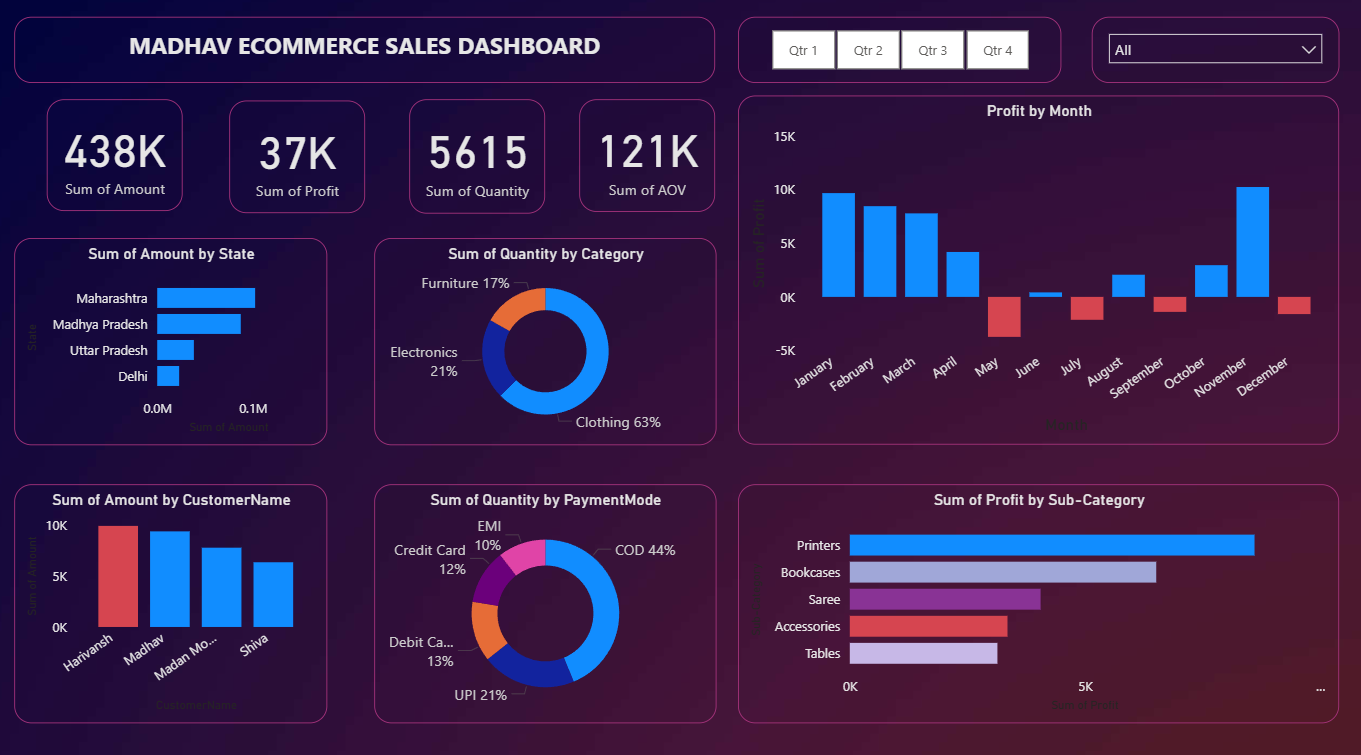 MADHAV ECOMMERCE SALES DASHBOARD
Qtr 1
Qtr 2
Qtr 3
Qtr 4
All
438K
Sum of Amount
37K
Sum of Profit
5615
Sum of Quantity
121K
Sum of AOV
Profit by Month
Sum of Profit
15K
10K
5K
0K
-5K
January
February
March
April
May
June
July
August
September
October
November
December
Sum of Amount by State
State
Maharashtra
Madhya Pradesh
Uttar Pradesh
Delhi
0.0M
0.1M
Sum of Amount
Sum of Quantity by Category
Furniture 17%
Electronics
21%
Clothing 63%
Sum of Amount by CustomerName
Sum of Amount
10K
5K
0K
Harivansh
Madhav
Madan Mo...
Shiva
CustomerName
Sum of Quantity by PaymentMode
EMI
10%
Credit Card
12%
Debit Ca...
13%
UPI 21%
COD 44%
Sum of Profit by Sub-Category
Printers
Bookcases
Saree
Accessories
Tables
0K
5K
...
Sum of Profit